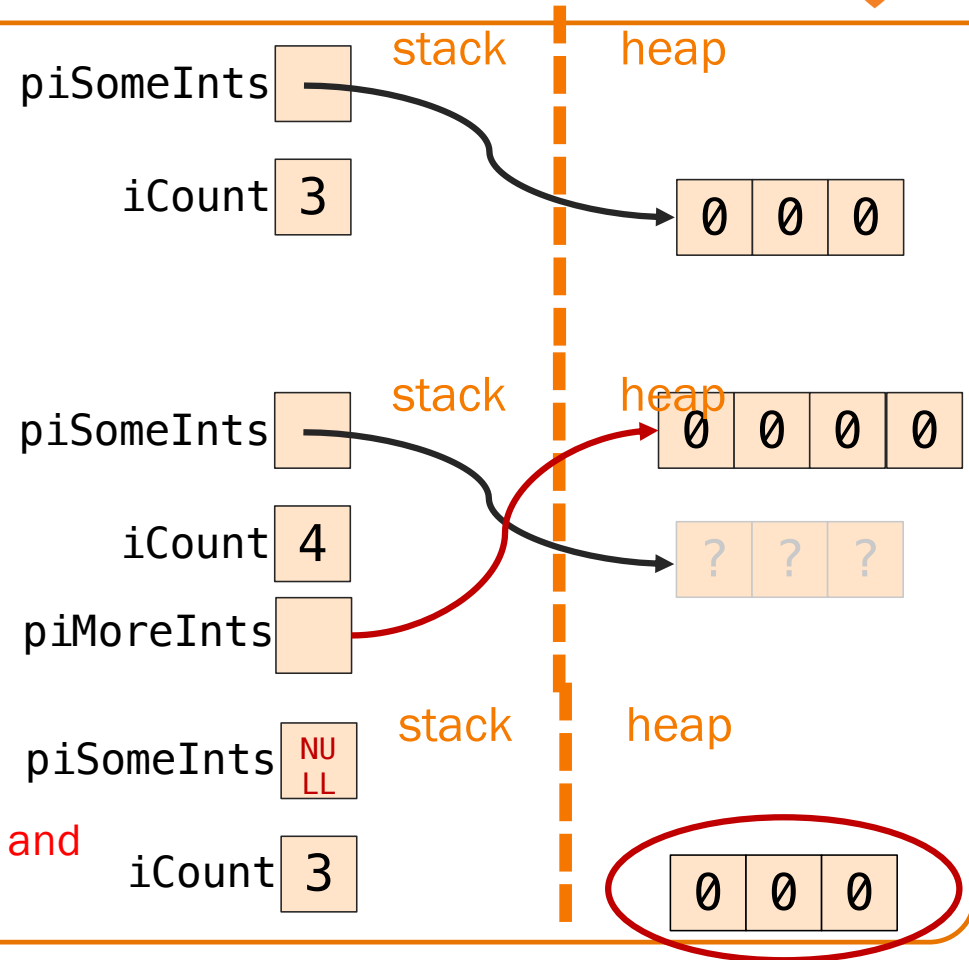 stack heap
piSomeInts
iCount 3
0 0 0
stack heap
piSomeInts
0 0 0 0
iCount 4
? ? ?
piMoreInts
stack heap
piSomeInts NU
LL
and
iCount 3
0 0 0